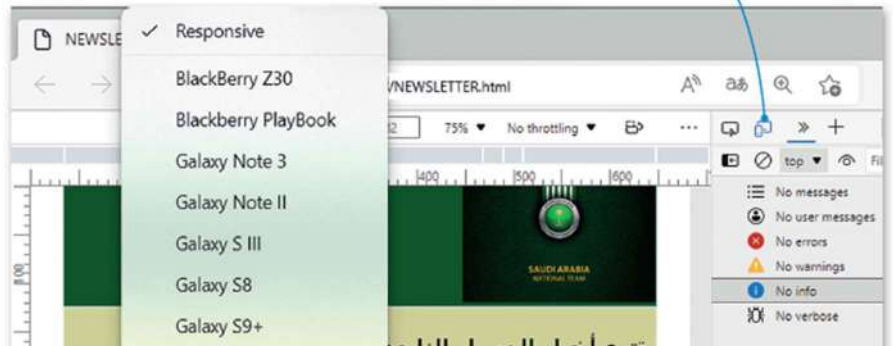 NEWSLE
✓ Responsive
BlackBerry Z30
Blackberry PlayBook
Galaxy Note 3
Galaxy Note II
Galaxy S III
Galaxy S8
Galaxy S9+
/NEWSLETTER.html
75% ▼ No throttling ▼
top ▼
400 500 600
No messages
No user messages
No errors
No warnings
No info
No verbose
SAUDI ARABIA
NATIONAL TEAM